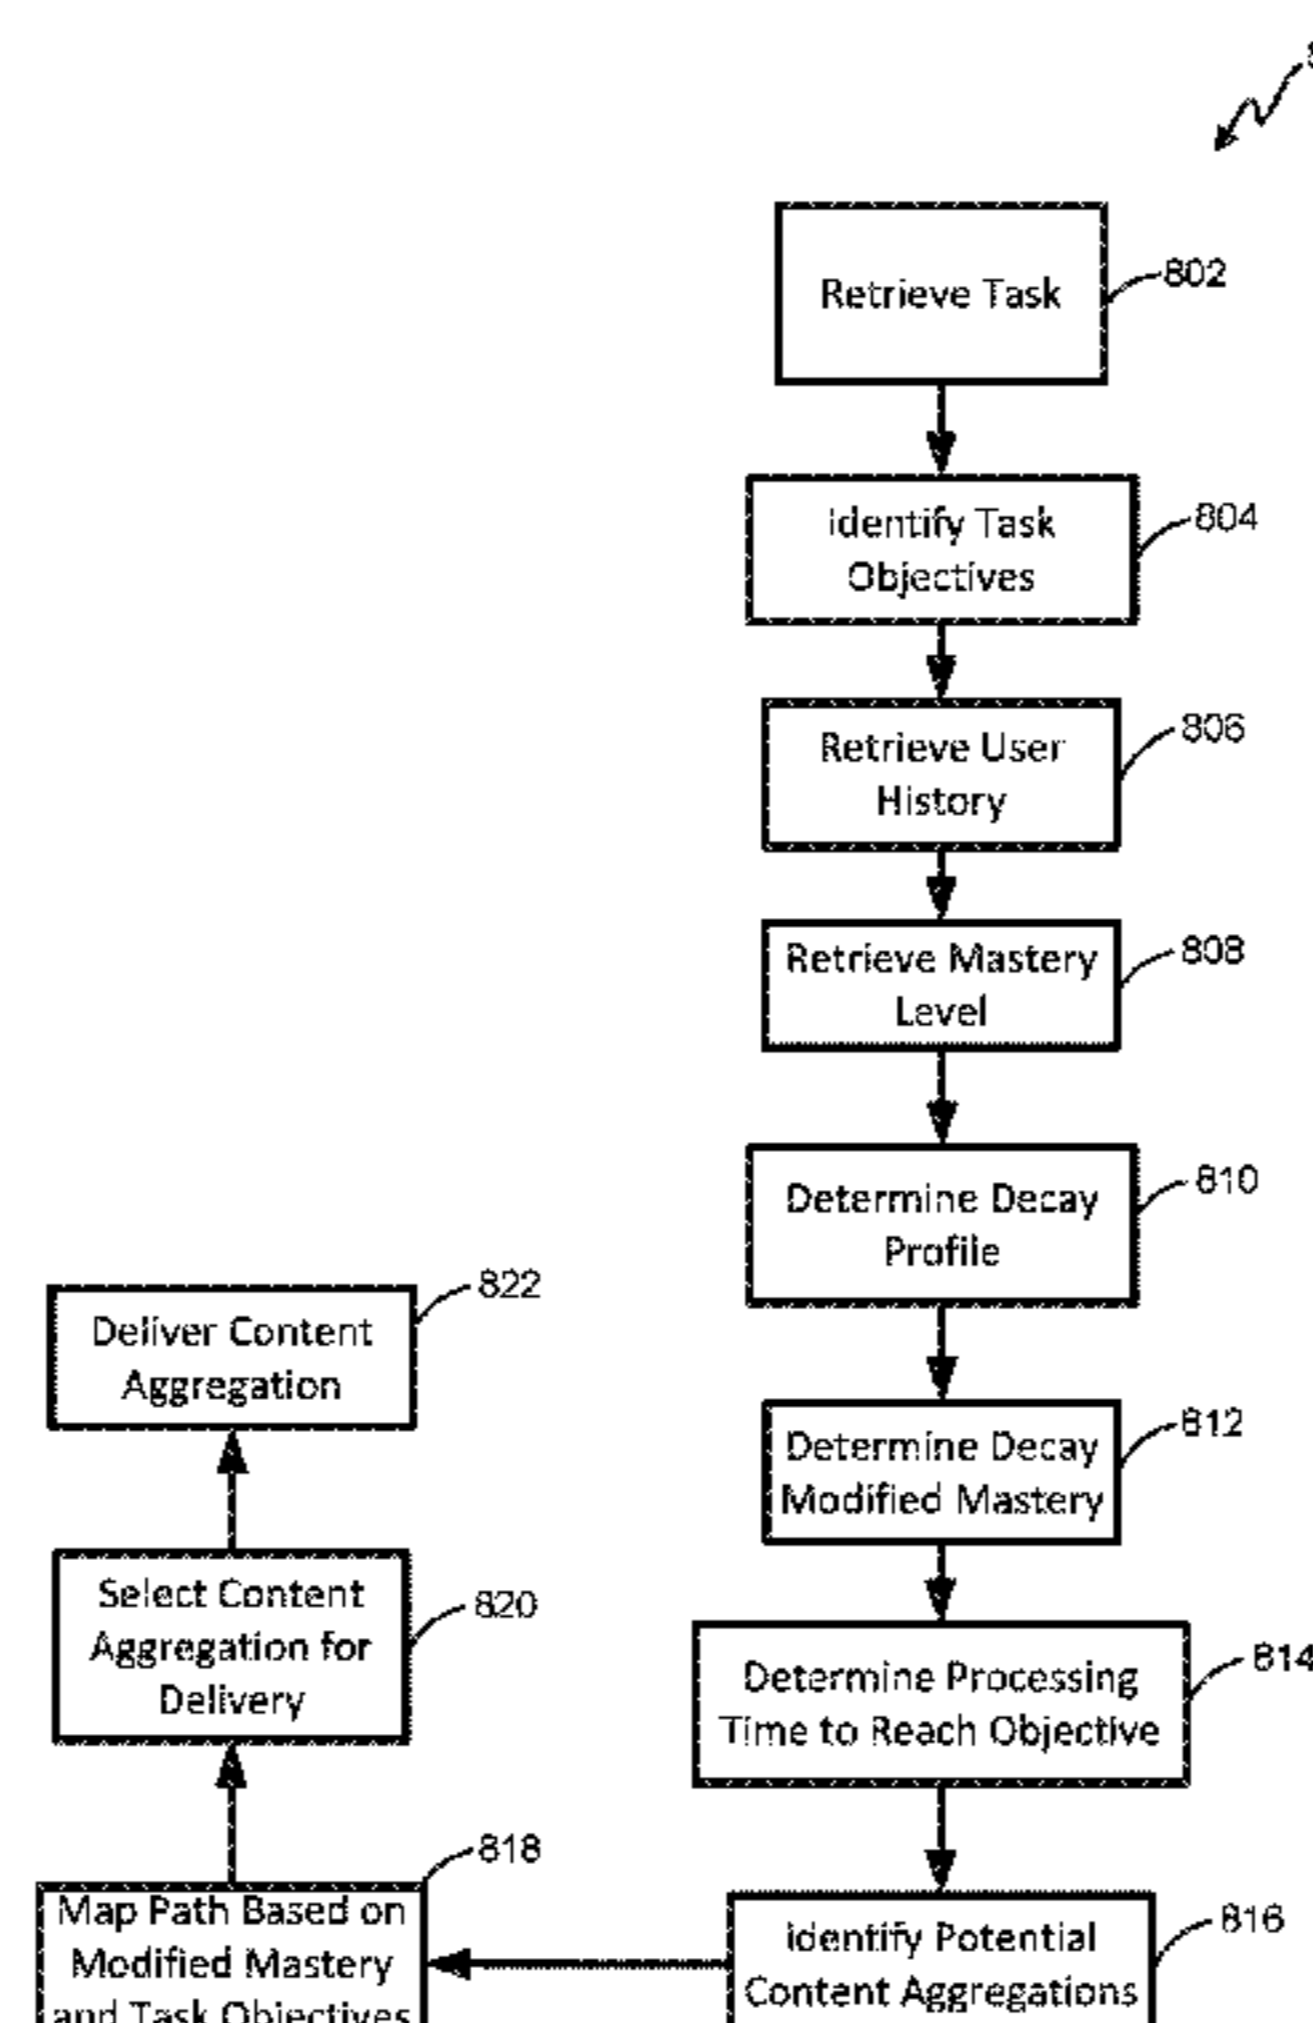 Retrieve Task
802
Identify Task
Objectives
804
Retrieve User
History
806
Retrieve Mastery
Level
808
Determine Decay
Profile
810
Determine Decay
Modified Mastery
812
Determine Processing
Time to Reach Objective
814
Identify Potential
Content Aggregations
816
Map Path Based on
Modified Mastery
and Task Objectives
818
Select Content
Aggregation for
Delivery
820
Deliver Content
Aggregation
822